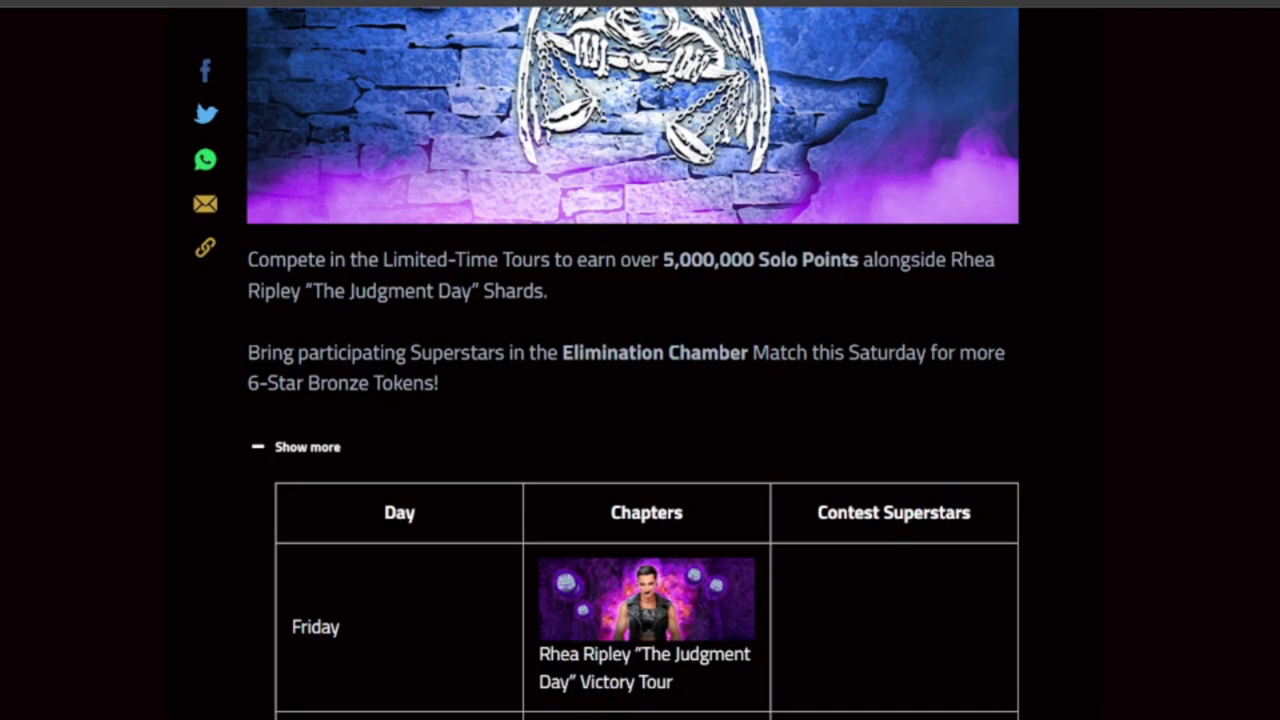 Compete in the Limited-Time Tours to earn over 5,000,000 Solo Points alongside Rhea
Ripley "The Judgment Day" Shards.
Bring participating Superstars in the Elimination Chamber Match this Saturday for more
6-Star Bronze Tokens!
Show more
Day Chapters Contest Superstars
Friday
Rhea Ripley "The Judgment
Day" Victory Tour